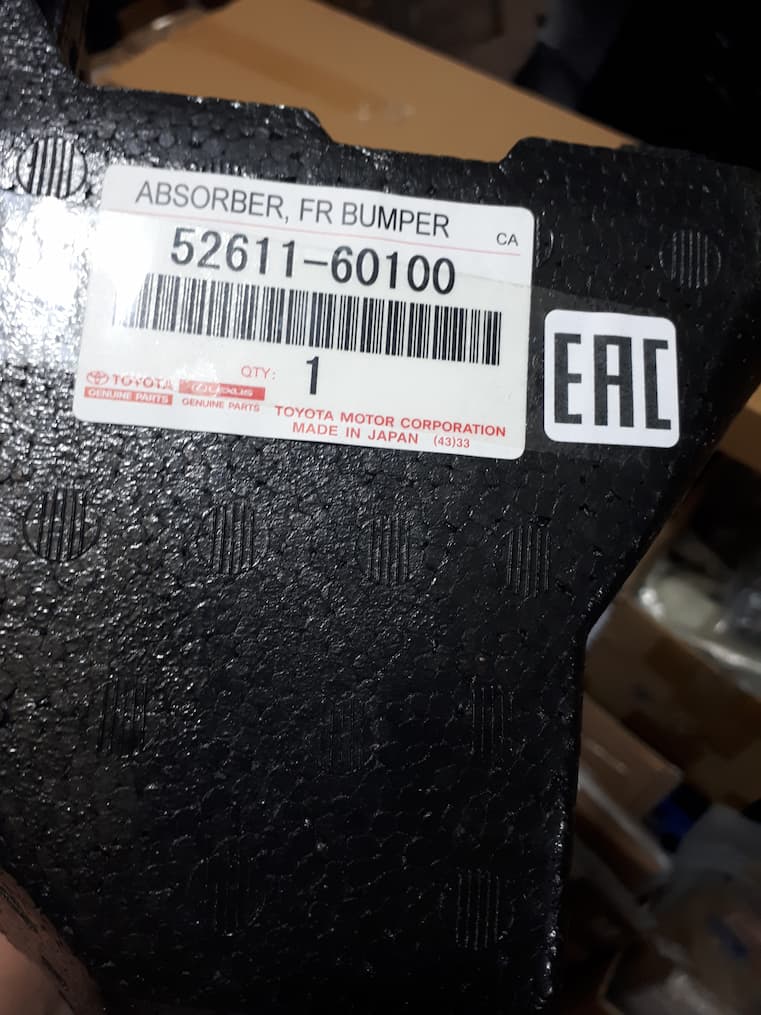 ABSORBER, FR BUMPER
CA
52611-60100
QTY: 1
TOYOTA LEXUS
GENUINE PARTS GENUINE PARTS
TOYOTA MOTOR CORPORATION
MADE IN JAPAN (43)33
EAC